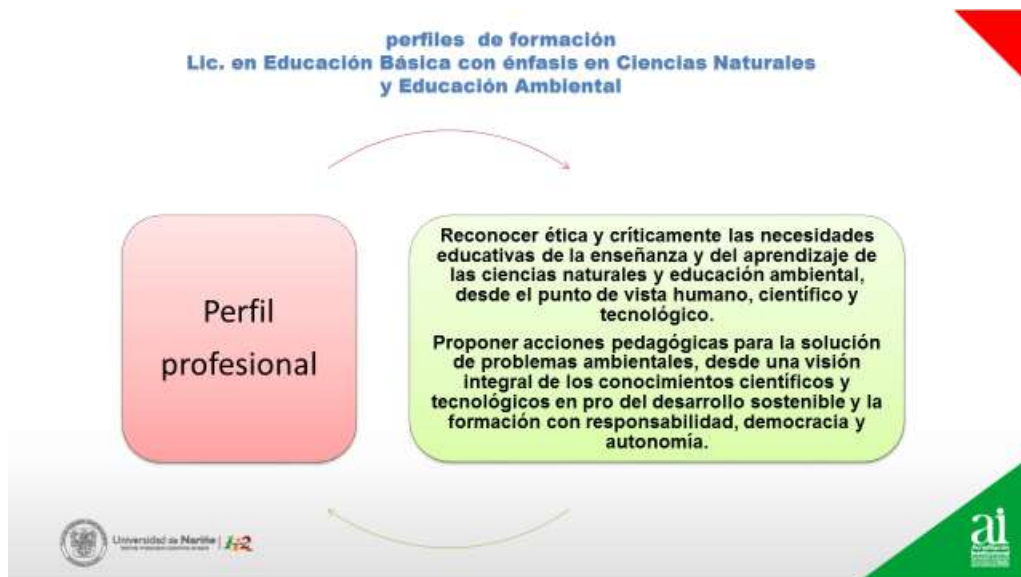 perfiles de formación
Lic. en Educación Básica con énfasis en Ciencias Naturales
y Educación Ambiental
Perfil
profesional
Reconocer ética y críticamente las necesidades
educativas de la enseñanza y del aprendizaje de
las ciencias naturales y educación ambiental,
desde el punto de vista humano, científico y
tecnológico.
Proponer acciones pedagógicas para la solución
de problemas ambientales, desde una visión
integral de los conocimientos científicos y
tecnológicos en pro del desarrollo sostenible y la
formación con responsabilidad, democracia y
autonomía.
Universidad de Nariño
ai
Acreditación
Institucional